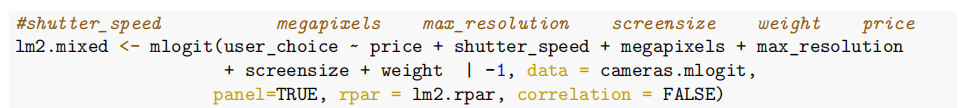 #shutter_speed megapixels max_resolution screensize weight price
lm2.mixed <- mlogit(user_choice ~ price + shutter_speed + megapixels + max_resolution
+ screensize + weight | -1, data = cameras.mlogit,
panel=TRUE, rpar = lm2.rpar, correlation = FALSE)